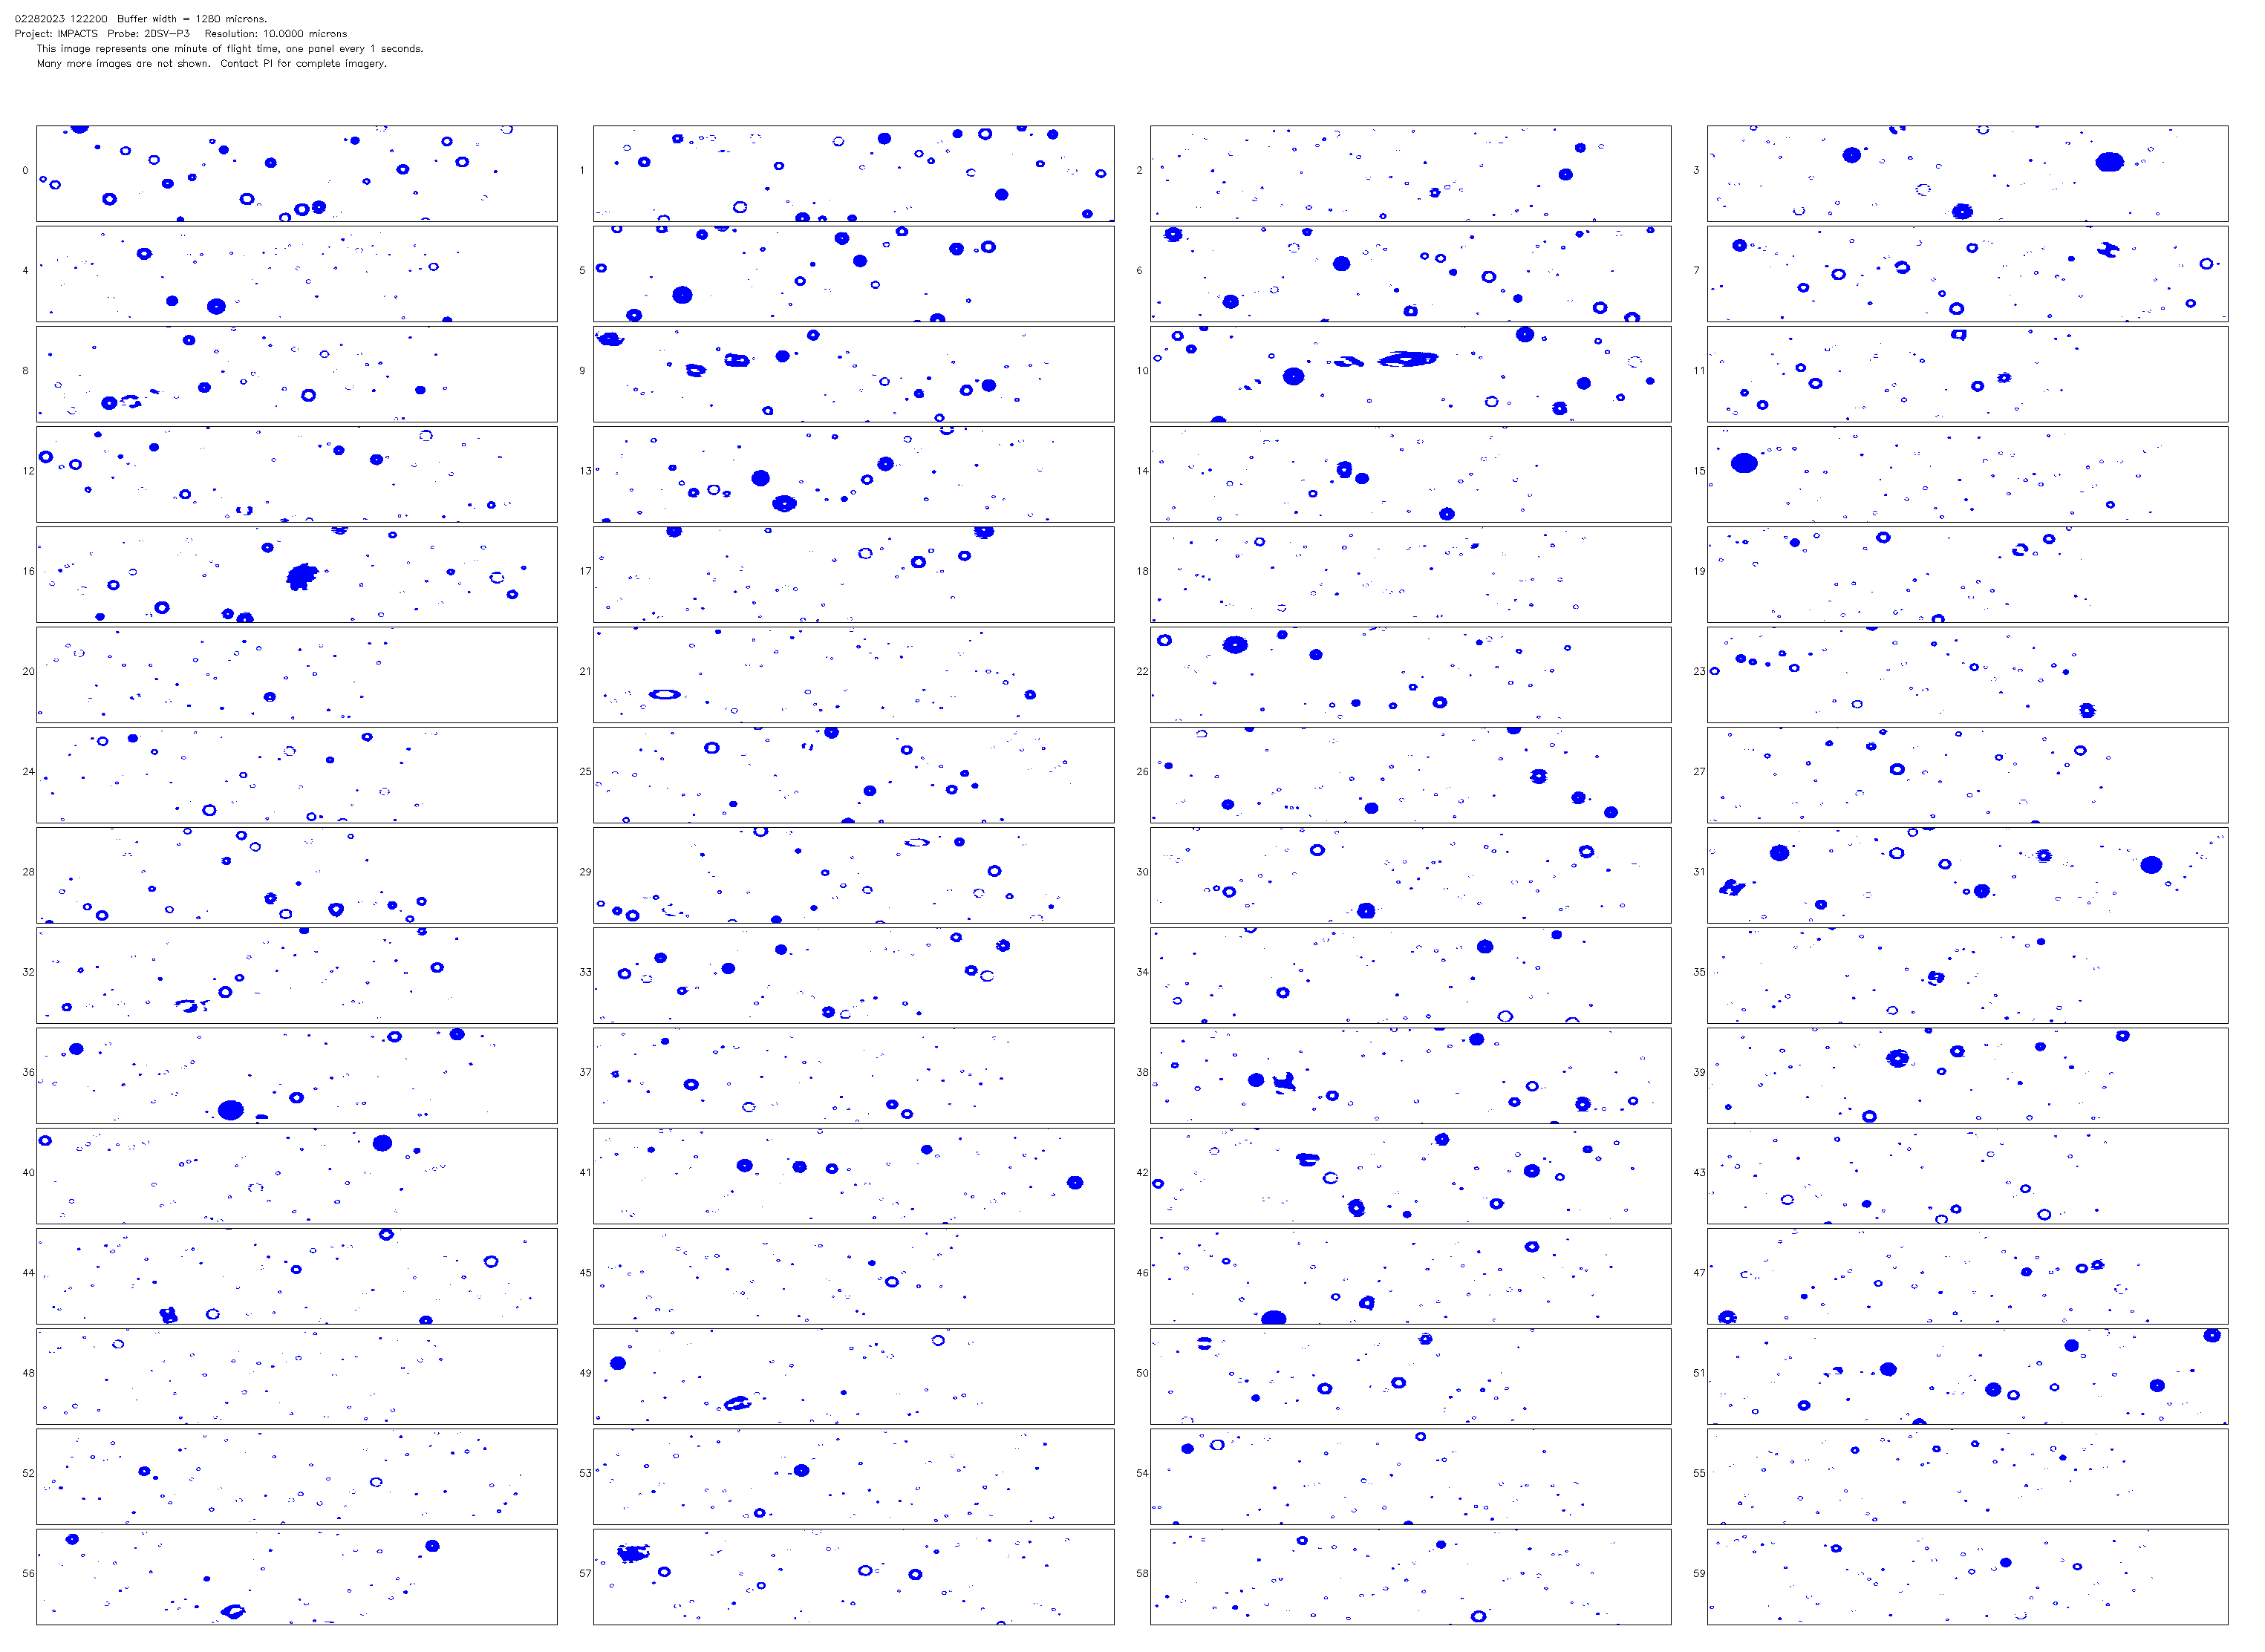 02282023 122200 Buffer width = 1280 microns.
Project: IMPACTS Probe: 2DSV-P3 Resolution: 10.0000 microns
This image represents one minute of flight time, one panel every 1 seconds.
Many more images are not shown. Contact PI for complete imagery.
0 1 2 3
4 5 6 7
8 9 10 11
12 13 14 15
16 17 18 19
20 21 22 23
24 25 26 27
28 29 30 31
32 33 34 35
36 37 38 39
40 41 42 43
44 45 46 47
48 49 50 51
52 53 54 55
56 57 58 59